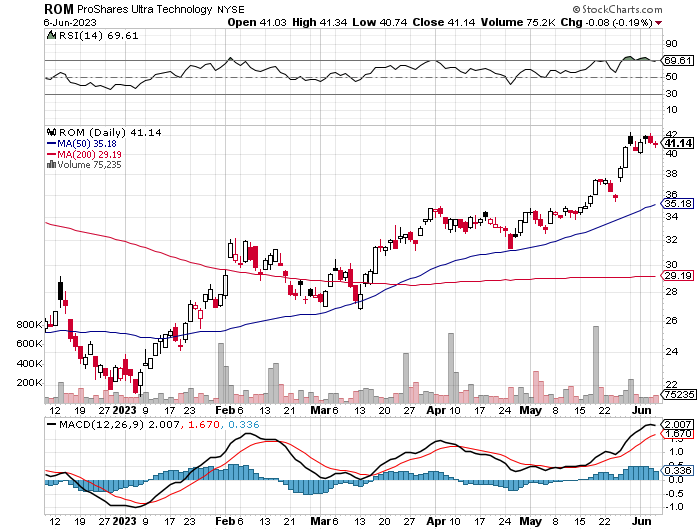 ROM ProShares Ultra Technology NYSE © StockCharts.com
6-Jun-2023 Open 41.03 High 41.34 Low 40.74 Close 41.14 Volume 75.2K Chg -0.08 (-0.19%)
RSI(14) 69.61
90
69.61
50
30
10
ROM (Daily) 41.14
MA(50) 35.18
MA(200) 29.19
Volume 75,235
42
41.14
40
38
36
35.18
34
32
30
29.19
28
26
24
22
800K
600K
400K
200K
75235
12 19 27 2023 9 17 23 Feb 6 13 21 Mar 6 13 20 27 Apr 10 17 24 May 8 15 22 Jun
MACD(12,26,9) 2.007, 1.670, 0.336
2.007
1.670
1.5
1.0
0.5
0.336
0.0
-0.5
-1.0
12 19 27 2023 9 17 23 Feb 6 13 21 Mar 6 13 20 27 Apr 10 17 24 May 8 15 22 Jun